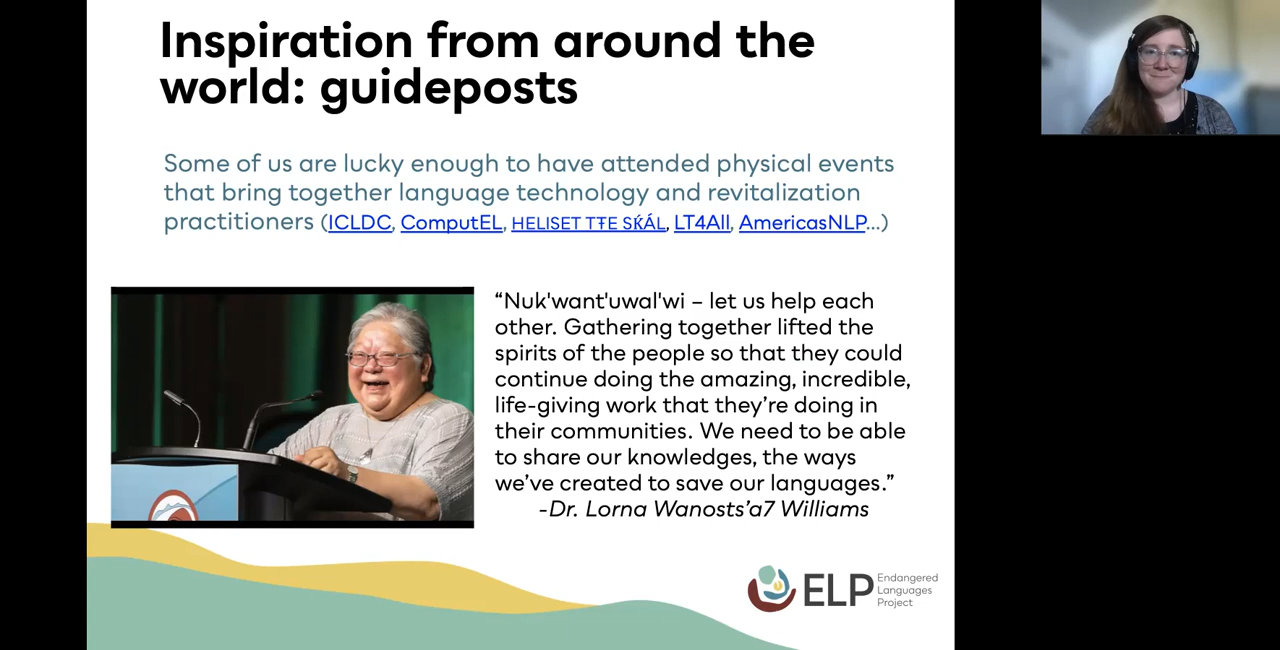 Inspiration from around the
world: guideposts
Some of us are lucky enough to have attended physical events
that bring together language technology and revitalization
practitioners (ICLDC, ComputEL, HELISET TŦE SḰÁL, LT4All, AmericasNLP...)
“Nuk'want'uwal'wi – let us help each
other. Gathering together lifted the
spirits of the people so that they could
continue doing the amazing, incredible,
life-giving work that they’re doing in
their communities. We need to be able
to share our knowledges, the ways
we’ve created to save our languages.”
-Dr. Lorna Wanosts’a7 Williams
ELP
Endangered
Languages
Project